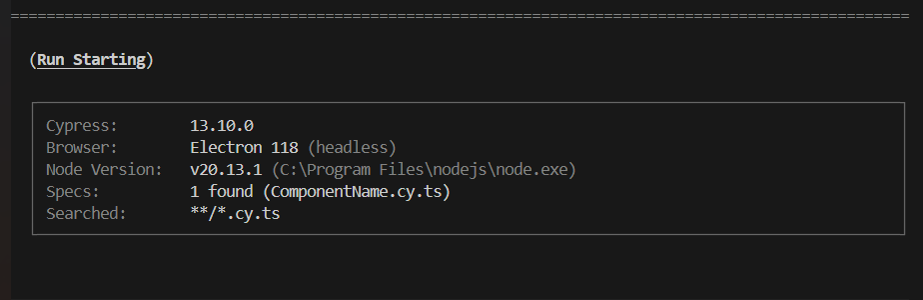 ====================================================================================================
(Run Starting)
Cypress: 13.10.0
Browser: Electron 118 (headless)
Node Version: v20.13.1 (C:\Program Files\nodejs\node.exe)
Specs: 1 found (ComponentName.cy.ts)
Searched: **/*.cy.ts